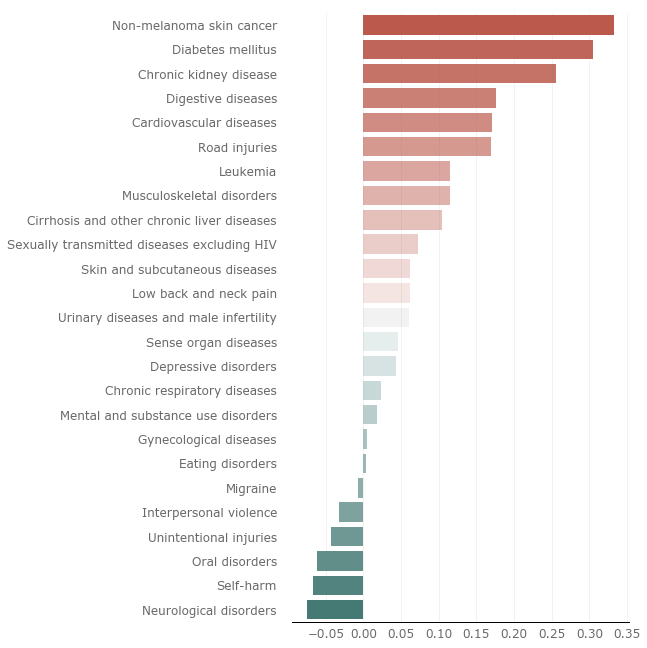 Non-melanoma skin cancer
Diabetes mellitus
Chronic kidney disease
Digestive diseases
Cardiovascular diseases
Road injuries
Leukemia
Musculoskeletal disorders
Cirrhosis and other chronic liver diseases
Sexually transmitted diseases excluding HIV
Skin and subcutaneous diseases
Low back and neck pain
Urinary diseases and male infertility
Sense organ diseases
Depressive disorders
Chronic respiratory diseases
Mental and substance use disorders
Gynecological diseases
Eating disorders
Migraine
Interpersonal violence
Unintentional injuries
Oral disorders
Self-harm
Neurological disorders
−0.05 0.00 0.05 0.10 0.15 0.20 0.25 0.30 0.35